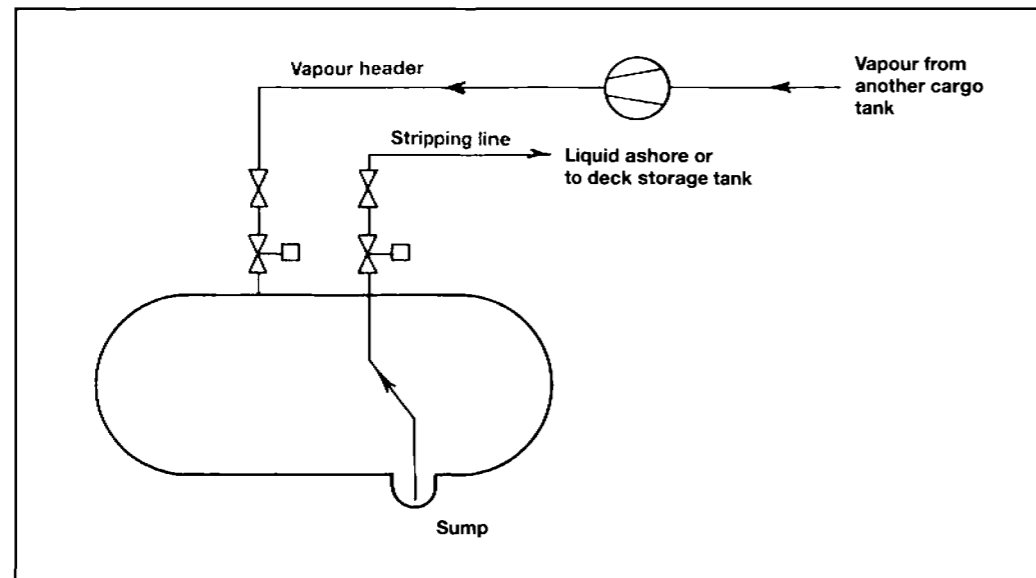 Vapour header
Vapour from
another cargo
tank
Stripping line
Liquid ashore or
to deck storage tank
Sump